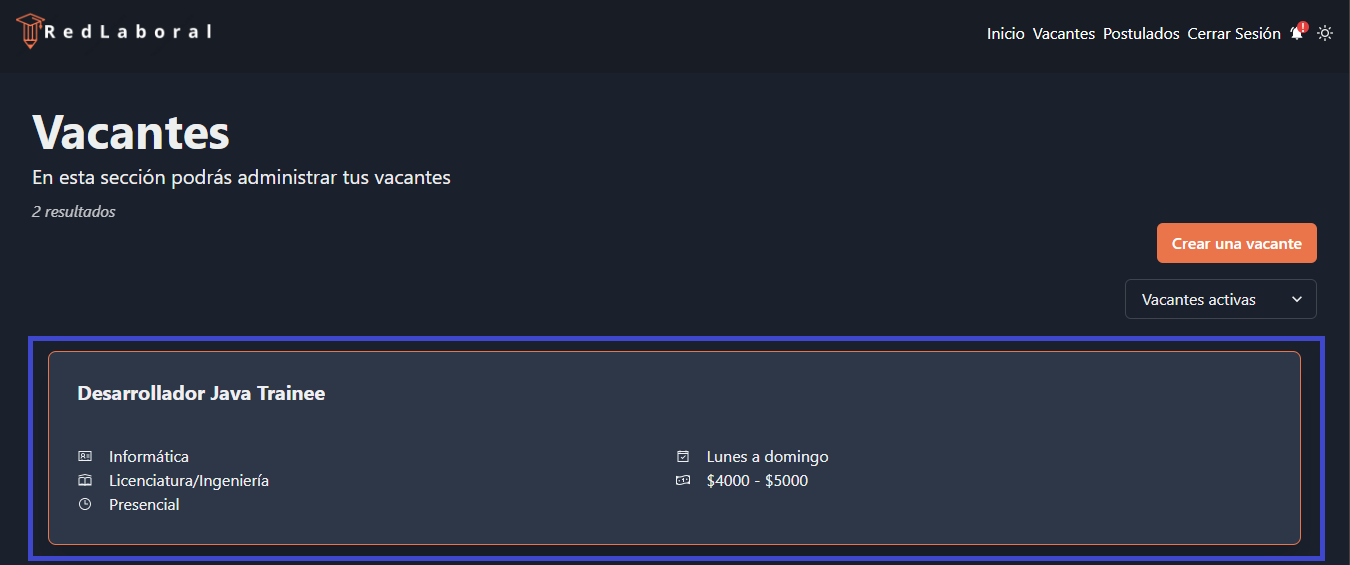 RedLaboral
Inicio Vacantes Postulados Cerrar Sesión
Vacantes
En esta sección podrás administrar tus vacantes
2 resultados
Crear una vacante
Vacantes activas
Desarrollador Java Trainee
Informática
Licenciatura/Ingeniería
Presencial
Lunes a domingo
$4000 - $5000